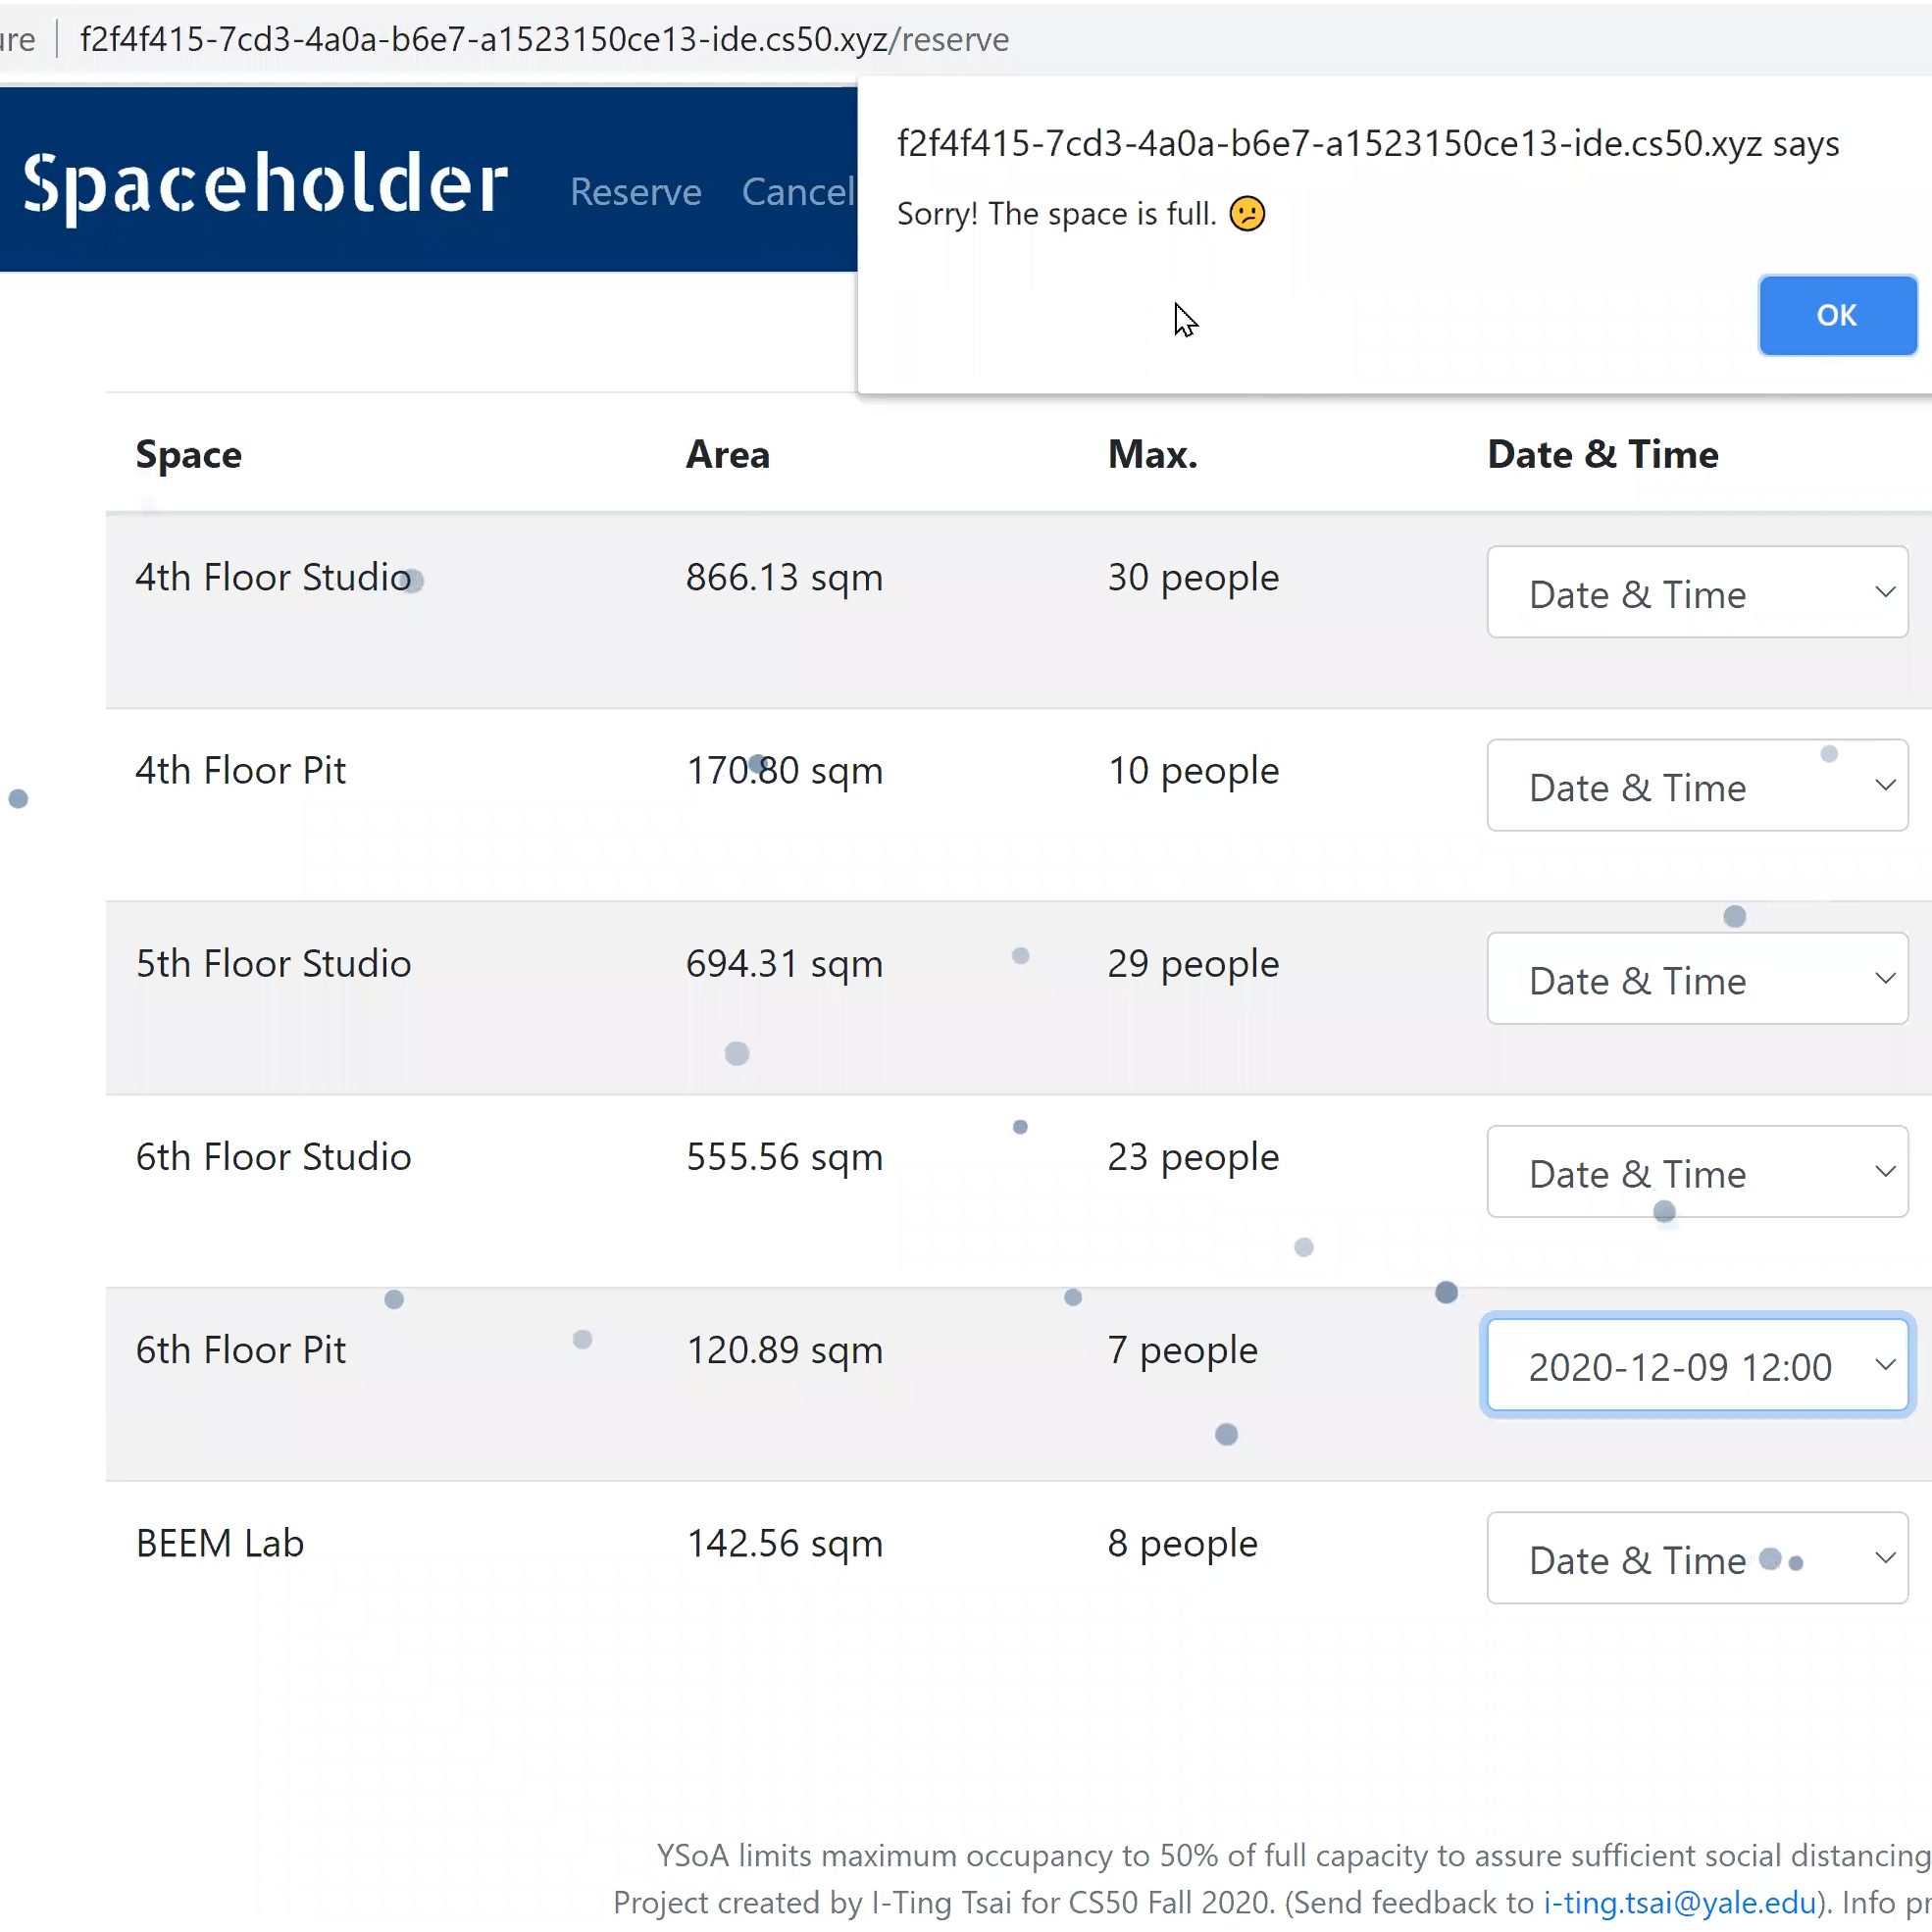 f2f4f415-7cd3-4a0a-b6e7-a1523150ce13-ide.cs50.xyz/reserve
f2f4f415-7cd3-4a0a-b6e7-a1523150ce13-ide.cs50.xyz says
Sorry! The space is full. 😕
OK
Spaceholder Reserve Cancel
Space Area Max. Date & Time
4th Floor Studio 866.13 sqm 30 people Date & Time
4th Floor Pit 170.80 sqm 10 people Date & Time
5th Floor Studio 694.31 sqm 29 people Date & Time
6th Floor Studio 555.56 sqm 23 people Date & Time
6th Floor Pit 120.89 sqm 7 people 2020-12-09 12:00
BEEM Lab 142.56 sqm 8 people Date & Time
YSoA limits maximum occupancy to 50% of full capacity to assure sufficient social distancing
Project created by I-Ting Tsai for CS50 Fall 2020. (Send feedback to i-ting.tsai@yale.edu). Info